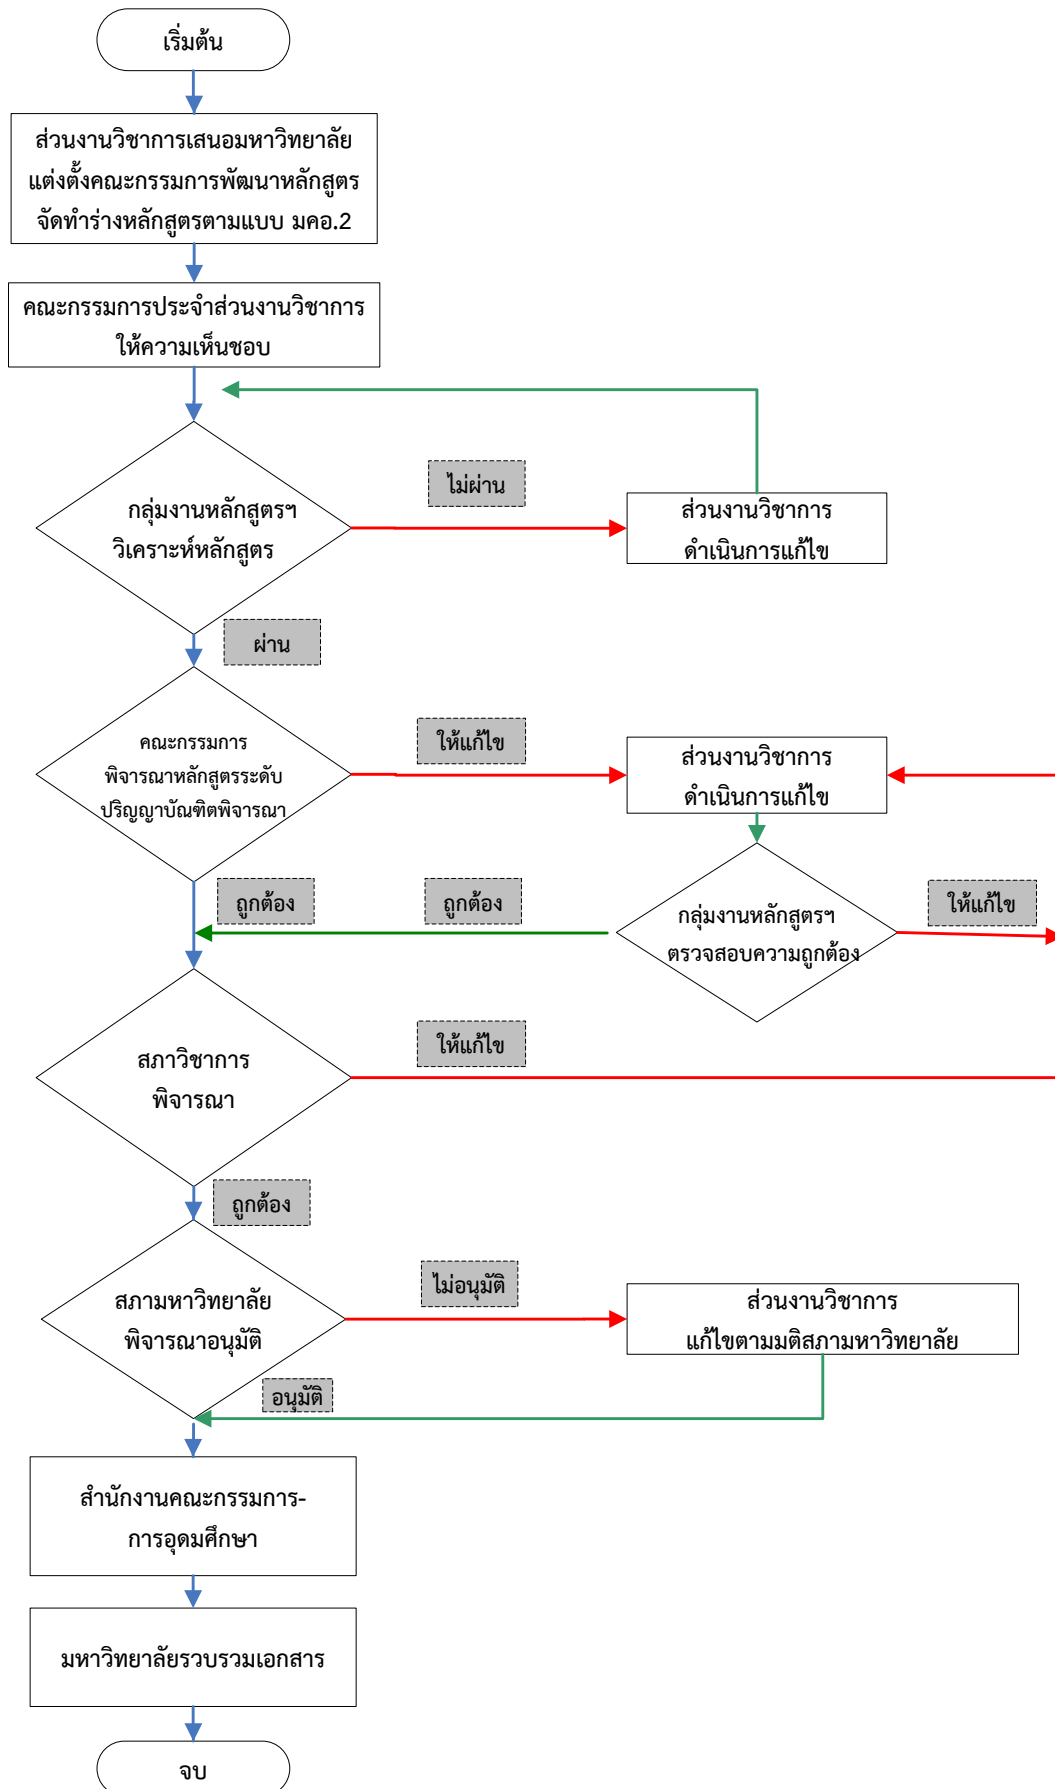 เริ่มต้น
ส่วนงานวิชาการเสนอมหาวิทยาลัย
แต่งตั้งคณะกรรมการพัฒนาหลักสูตร
จัดทำร่างหลักสูตรตามแบบ มคอ.2
คณะกรรมการประจำส่วนงานวิชาการ
ให้ความเห็นชอบ
กลุ่มงานหลักสูตรฯ
วิเคราะห์หลักสูตร
ไม่ผ่าน
ส่วนงานวิชาการ
ดำเนินการแก้ไข
ผ่าน
คณะกรรมการ
พิจารณาหลักสูตรระดับ
ปริญญาบัณฑิตพิจารณา
ให้แก้ไข
ส่วนงานวิชาการ
ดำเนินการแก้ไข
ถูกต้อง
ถูกต้อง
กลุ่มงานหลักสูตรฯ
ตรวจสอบความถูกต้อง
ให้แก้ไข
สภาวิชาการ
พิจารณา
ให้แก้ไข
ถูกต้อง
สภามหาวิทยาลัย
พิจารณาอนุมัติ
ไม่อนุมัติ
ส่วนงานวิชาการ
แก้ไขตามมติสภามหาวิทยาลัย
อนุมัติ
สำนักงานคณะกรรมการ-
การอุดมศึกษา
มหาวิทยาลัยรวบรวมเอกสาร
จบ